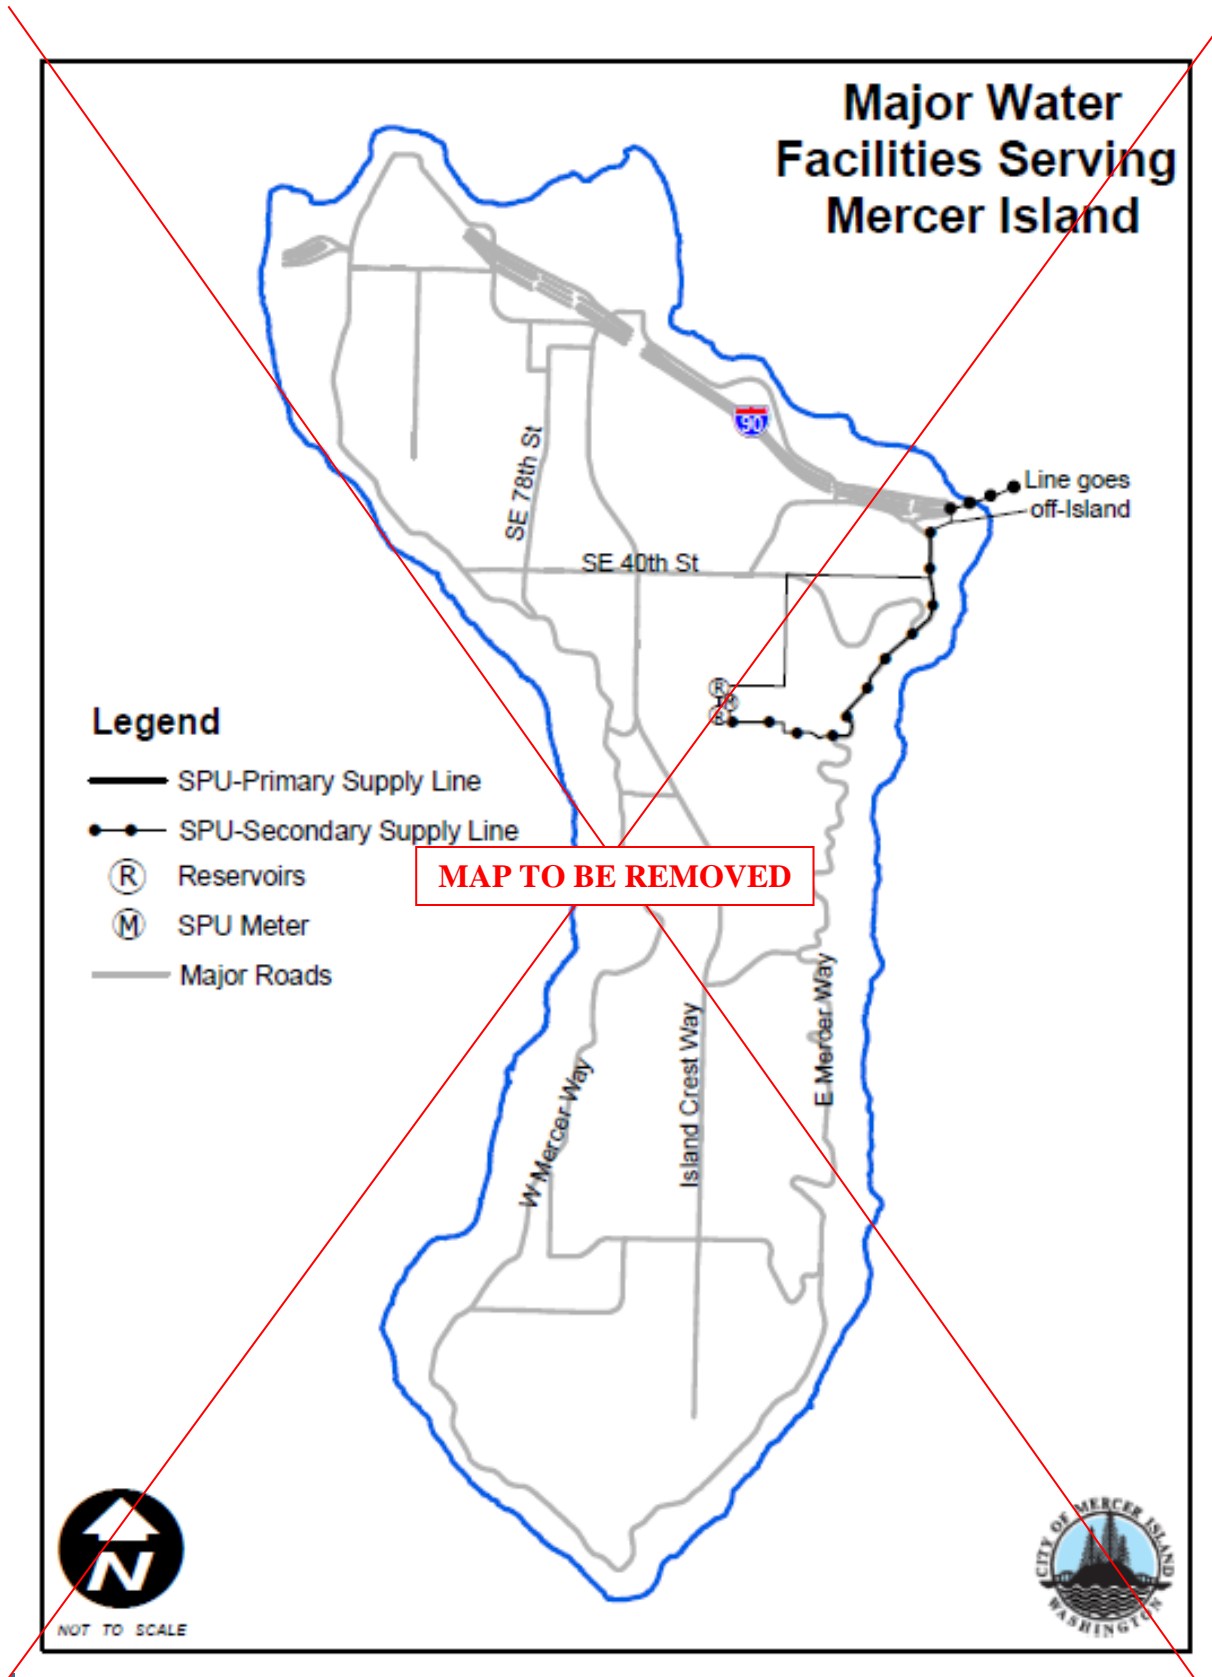 Major Water
Facilities Serving
Mercer Island
90
Line goes
off-Island
SE 78th St
SE 40th St
R
M
R
Legend
SPU-Primary Supply Line
SPU-Secondary Supply Line
R Reservoirs
M SPU Meter
Major Roads
MAP TO BE REMOVED
W Mercer Way
Island Crest Way
E Mercer Way
N
NOT TO SCALE
CITY OF MERCER ISLAND
WASHINGTON